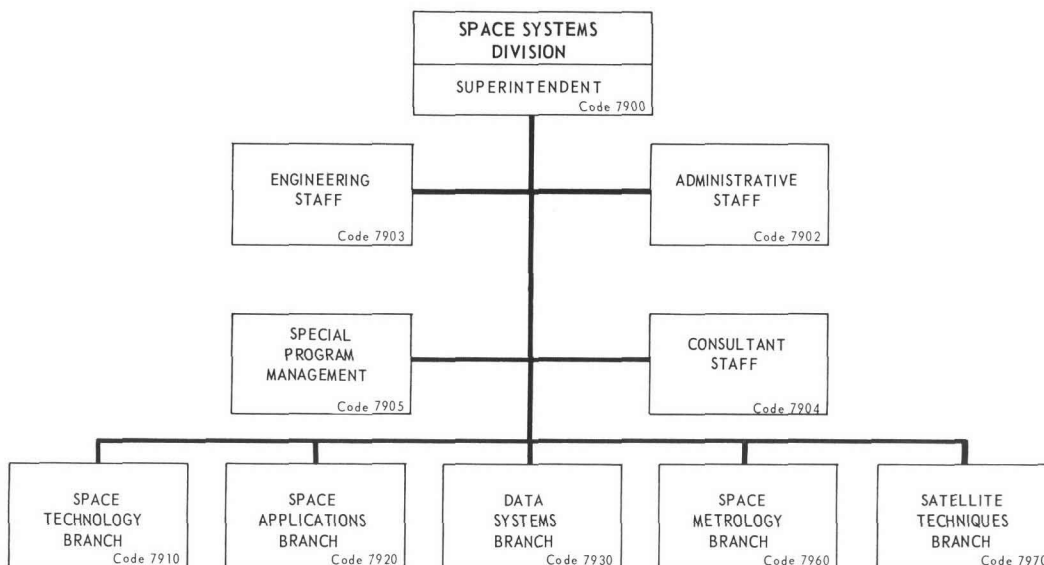 SPACE SYSTEMS
DIVISION
SUPERINTENDENT
Code 7900
ENGINEERING
STAFF
Code 7903
ADMINISTRATIVE
STAFF
Code 7902
SPECIAL
PROGRAM
MANAGEMENT
Code 7905
CONSULTANT
STAFF
Code 7904
SPACE
TECHNOLOGY
BRANCH
Code 7910
SPACE
APPLICATIONS
BRANCH
Code 7920
DATA
SYSTEMS
BRANCH
Code 7930
SPACE
METROLOGY
BRANCH
Code 7960
SATELLITE
TECHNIQUES
BRANCH
Code 7970